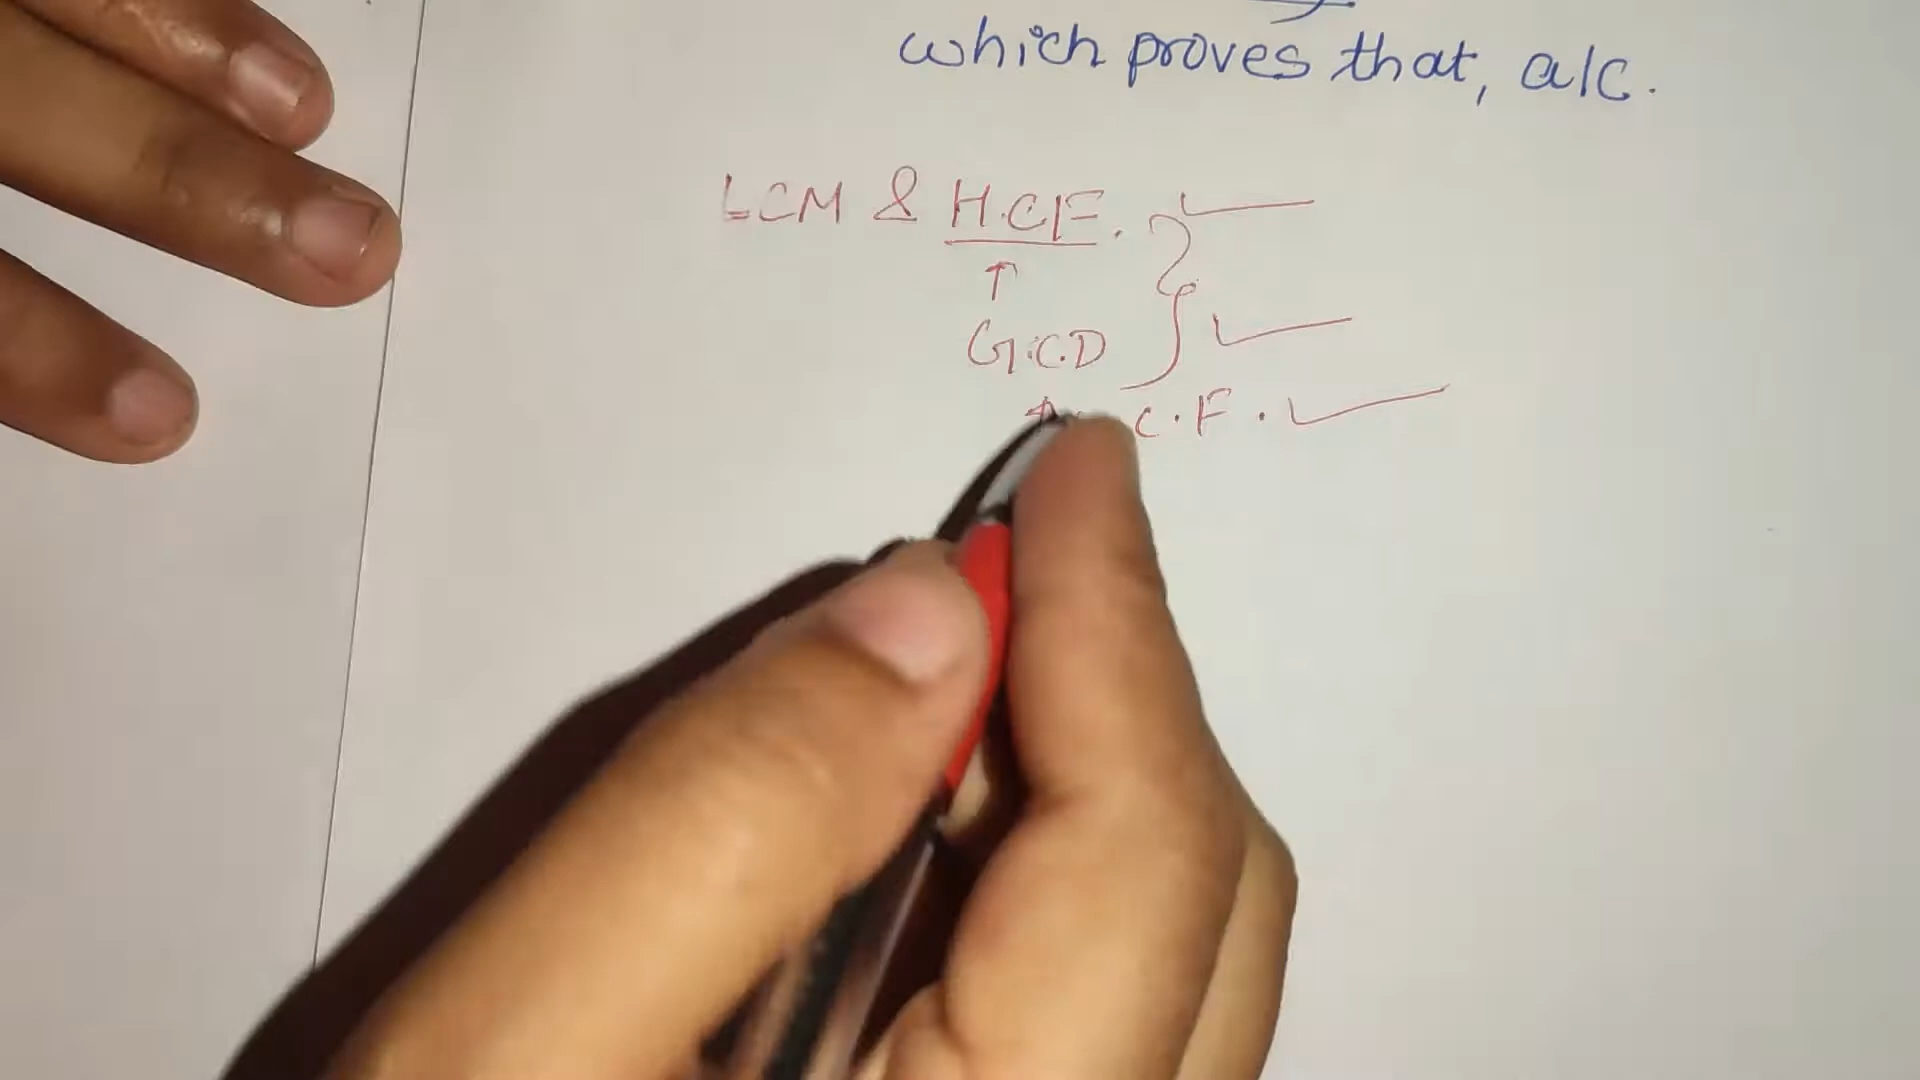 which proves that, a/c.
LCM & H.C.F.
↑
G.C.D
↑ C.F.